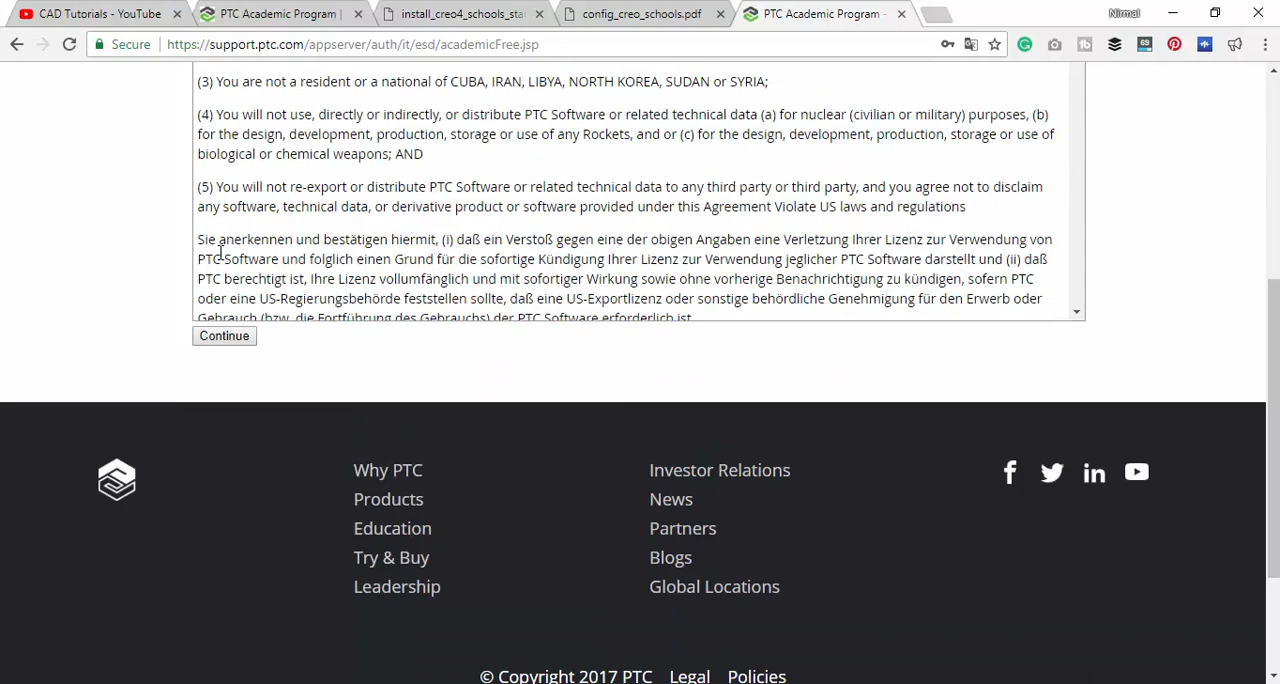 CAD Tutorials - YouTube
PTC Academic Program |
install_creo4_schools_sta
config_creo_schools.pdf
PTC Academic Program -
Nirmal
Secure
https://support.ptc.com/appserver/auth/it/esd/academicFree.jsp
(3) You are not a resident or a national of CUBA, IRAN, LIBYA, NORTH KOREA, SUDAN or SYRIA;
(4) You will not use, directly or indirectly, or distribute PTC Software or related technical data (a) for nuclear (civilian or military) purposes, (b)
for the design, development, production, storage or use of any Rockets, and or (c) for the design, development, production, storage or use of
biological or chemical weapons; AND
(5) You will not re-export or distribute PTC Software or related technical data to any third party or third party, and you agree not to disclaim
any software, technical data, or derivative product or software provided under this Agreement Violate US laws and regulations
Sie anerkennen und bestätigen hiermit, (i) daß ein Verstoß gegen eine der obigen Angaben eine Verletzung Ihrer Lizenz zur Verwendung von
PTC Software und folglich einen Grund für die sofortige Kündigung Ihrer Lizenz zur Verwendung jeglicher PTC Software darstellt und (ii) daß
PTC berechtigt ist, Ihre Lizenz vollumfänglich und mit sofortiger Wirkung sowie ohne vorherige Benachrichtigung zu kündigen, sofern PTC
oder eine US-Regierungsbehörde feststellen sollte, daß eine US-Exportlizenz oder sonstige behördliche Genehmigung für den Erwerb oder
Gebrauch (bzw. die Fortführung des Gebrauchs) der PTC Software erforderlich ist.
Continue
Why PTC
Products
Education
Try & Buy
Leadership
Investor Relations
News
Partners
Blogs
Global Locations
© Copyright 2017 PTC Legal Policies